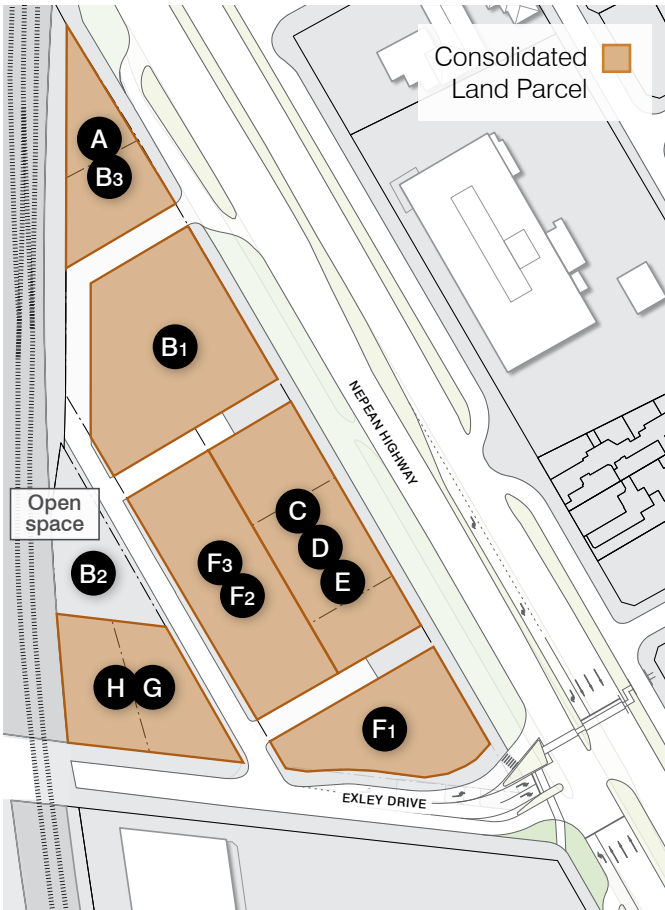 Consolidated
Land Parcel
A
B3
B1
NEPEAN HIGHWAY
Open
space
C
D
E
F3
F2
B2
H G
F1
EXLEY DRIVE